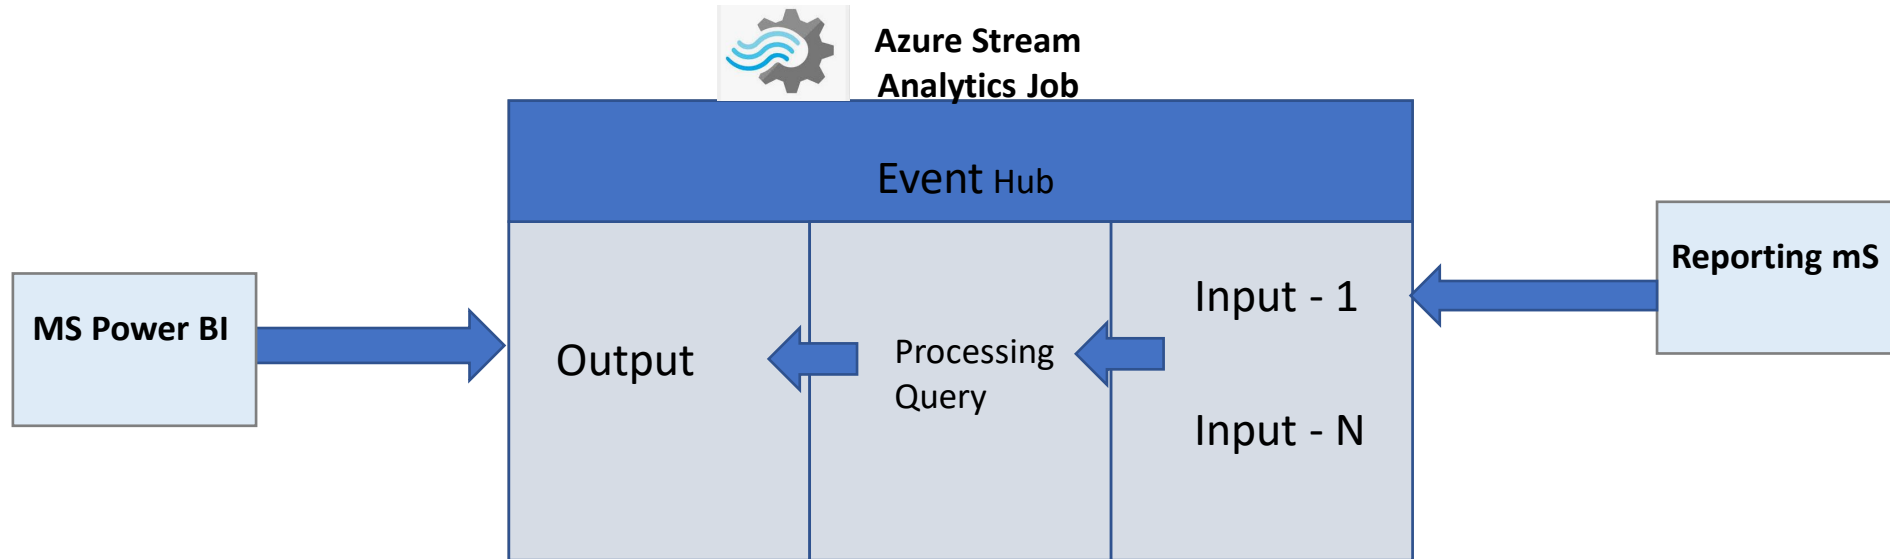 Azure Stream
Analytics Job
Event Hub
MS Power BI
Output
Processing
Query
Input - 1
Input - N
Reporting mS